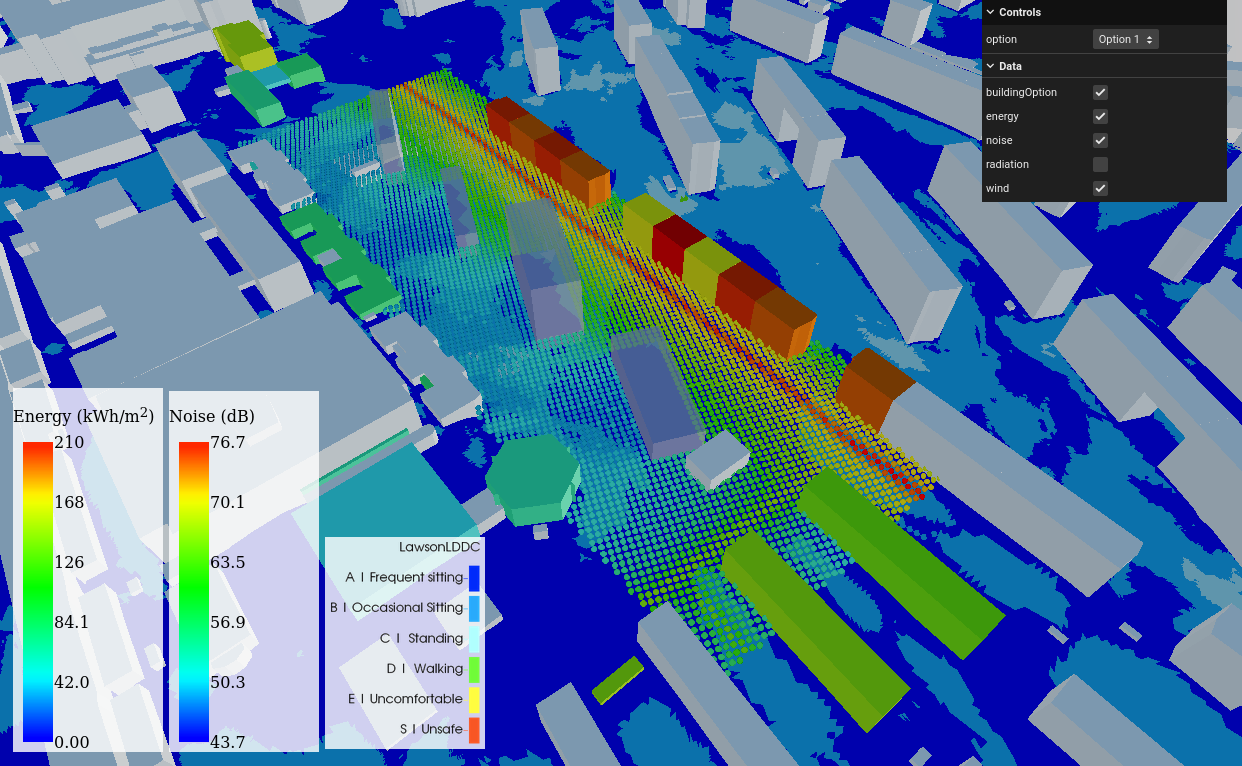 Controls
option Option 1
Data
buildingOption
energy
noise
radiation
wind
Energy (kWh/m²)
210
168
126
84.1
42.0
0.00
Noise (dB)
76.7
70.1
63.5
56.9
50.3
43.7
LawsonLDDC
A | Frequent sitting
B | Occasional Sitting
C | Standing
D | Walking
E | Uncomfortable
S | Unsafe